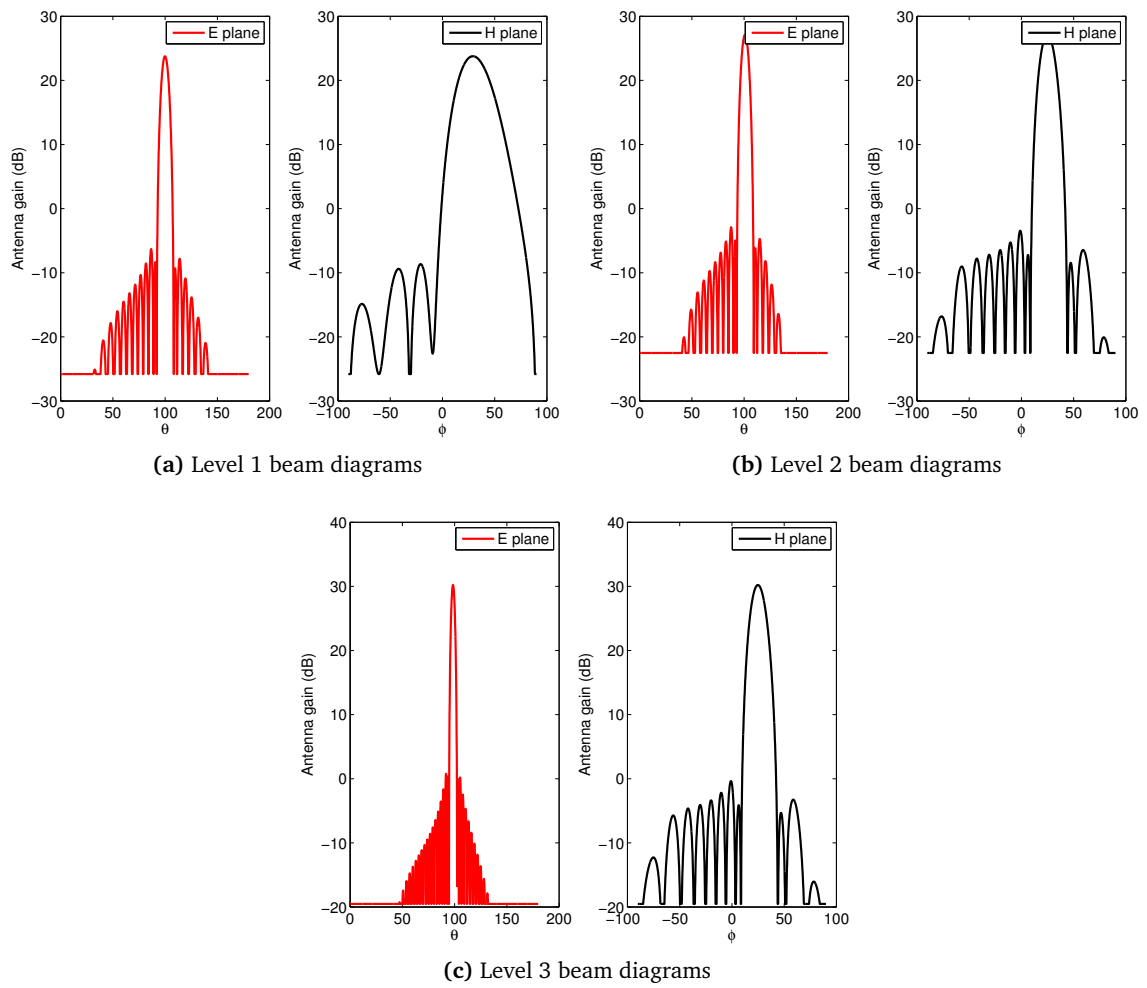 30
20
10
0
−10
−20
−30
0 50 100 150 200
Antenna gain (dB)
θ
E plane
30
20
10
0
−10
−20
−30
−100 −50 0 50 100
Antenna gain (dB)
ϕ
H plane
(a) Level 1 beam diagrams
30
20
10
0
−10
−20
−30
0 50 100 150 200
Antenna gain (dB)
θ
E plane
30
20
10
0
−10
−20
−30
−100 −50 0 50 100
Antenna gain (dB)
ϕ
H plane
(b) Level 2 beam diagrams
40
30
20
10
0
−10
−20
0 50 100 150 200
Antenna gain (dB)
θ
E plane
40
30
20
10
0
−10
−20
−100 −50 0 50 100
Antenna gain (dB)
ϕ
H plane
(c) Level 3 beam diagrams